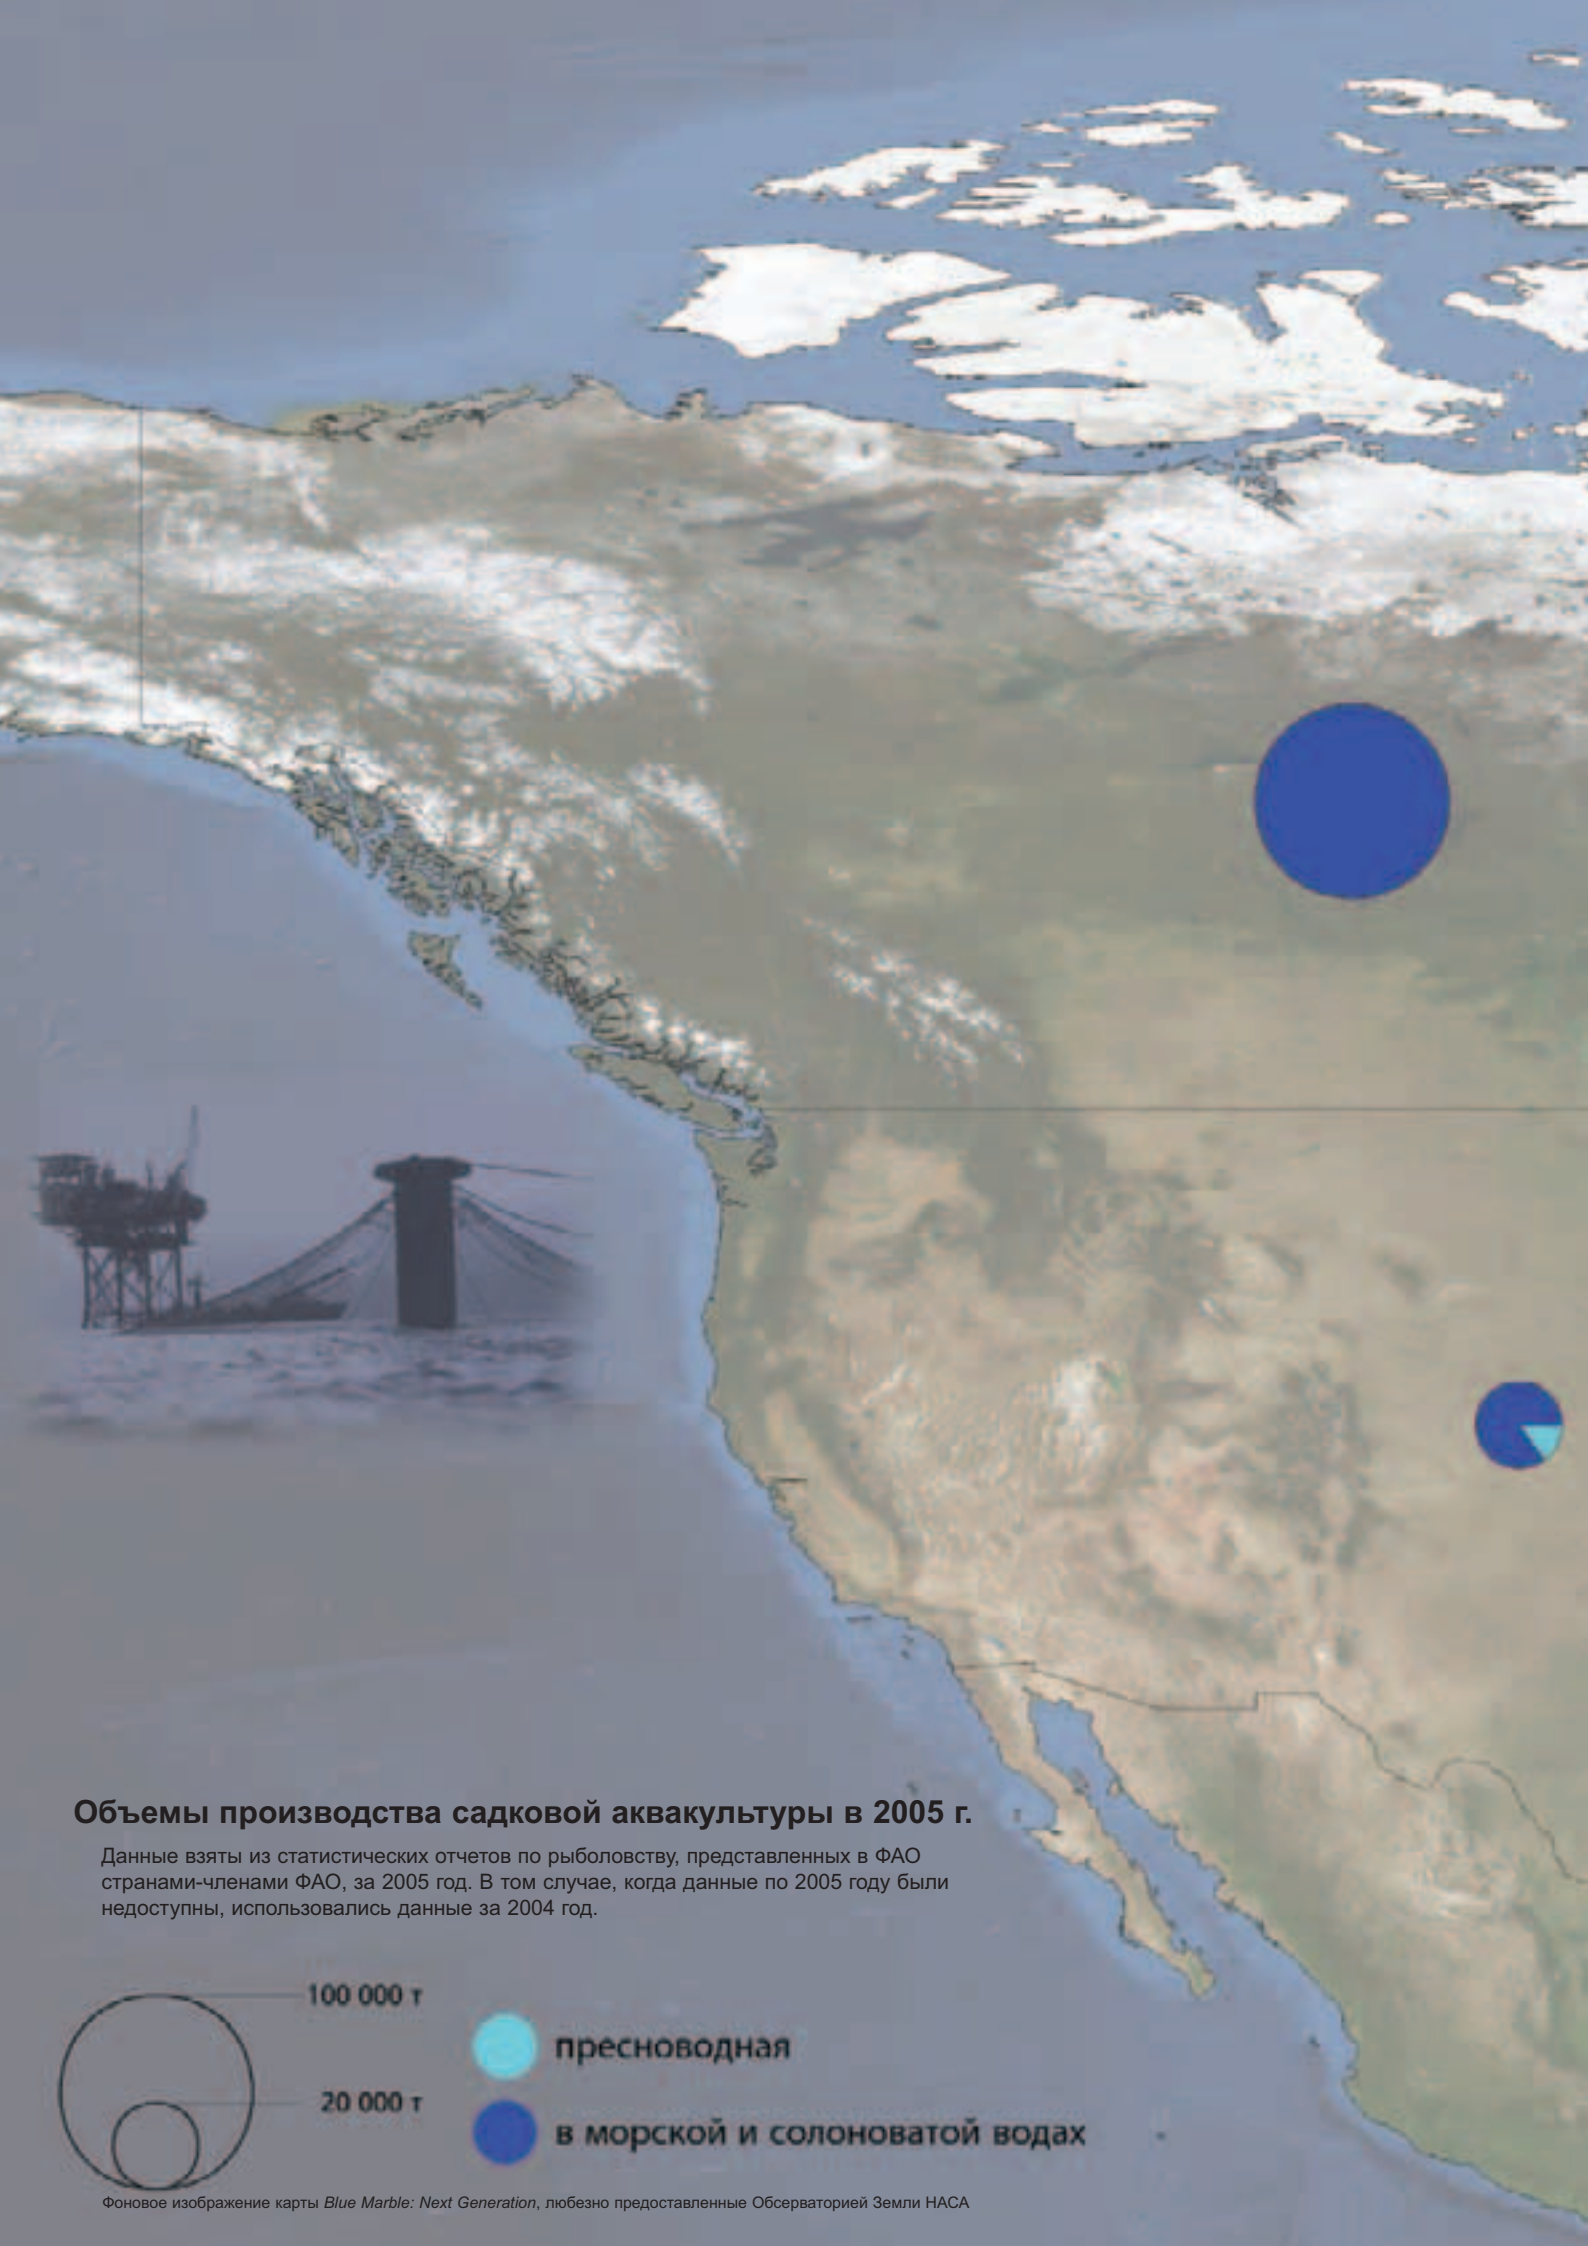 Объемы производства садковой аквакультуры в 2005 г.
Данные взяты из статистических отчетов по рыболовству, представленных в ФАО
странами-членами ФАО, за 2005 год. В том случае, когда данные по 2005 году были
недоступны, использовались данные за 2004 год.
100 000 т
20 000 т
пресноводная
в морской и солоноватой водах
Фоновое изображение карты Blue Marble: Next Generation, любезно предоставленные Обсерваторией Земли НАСА